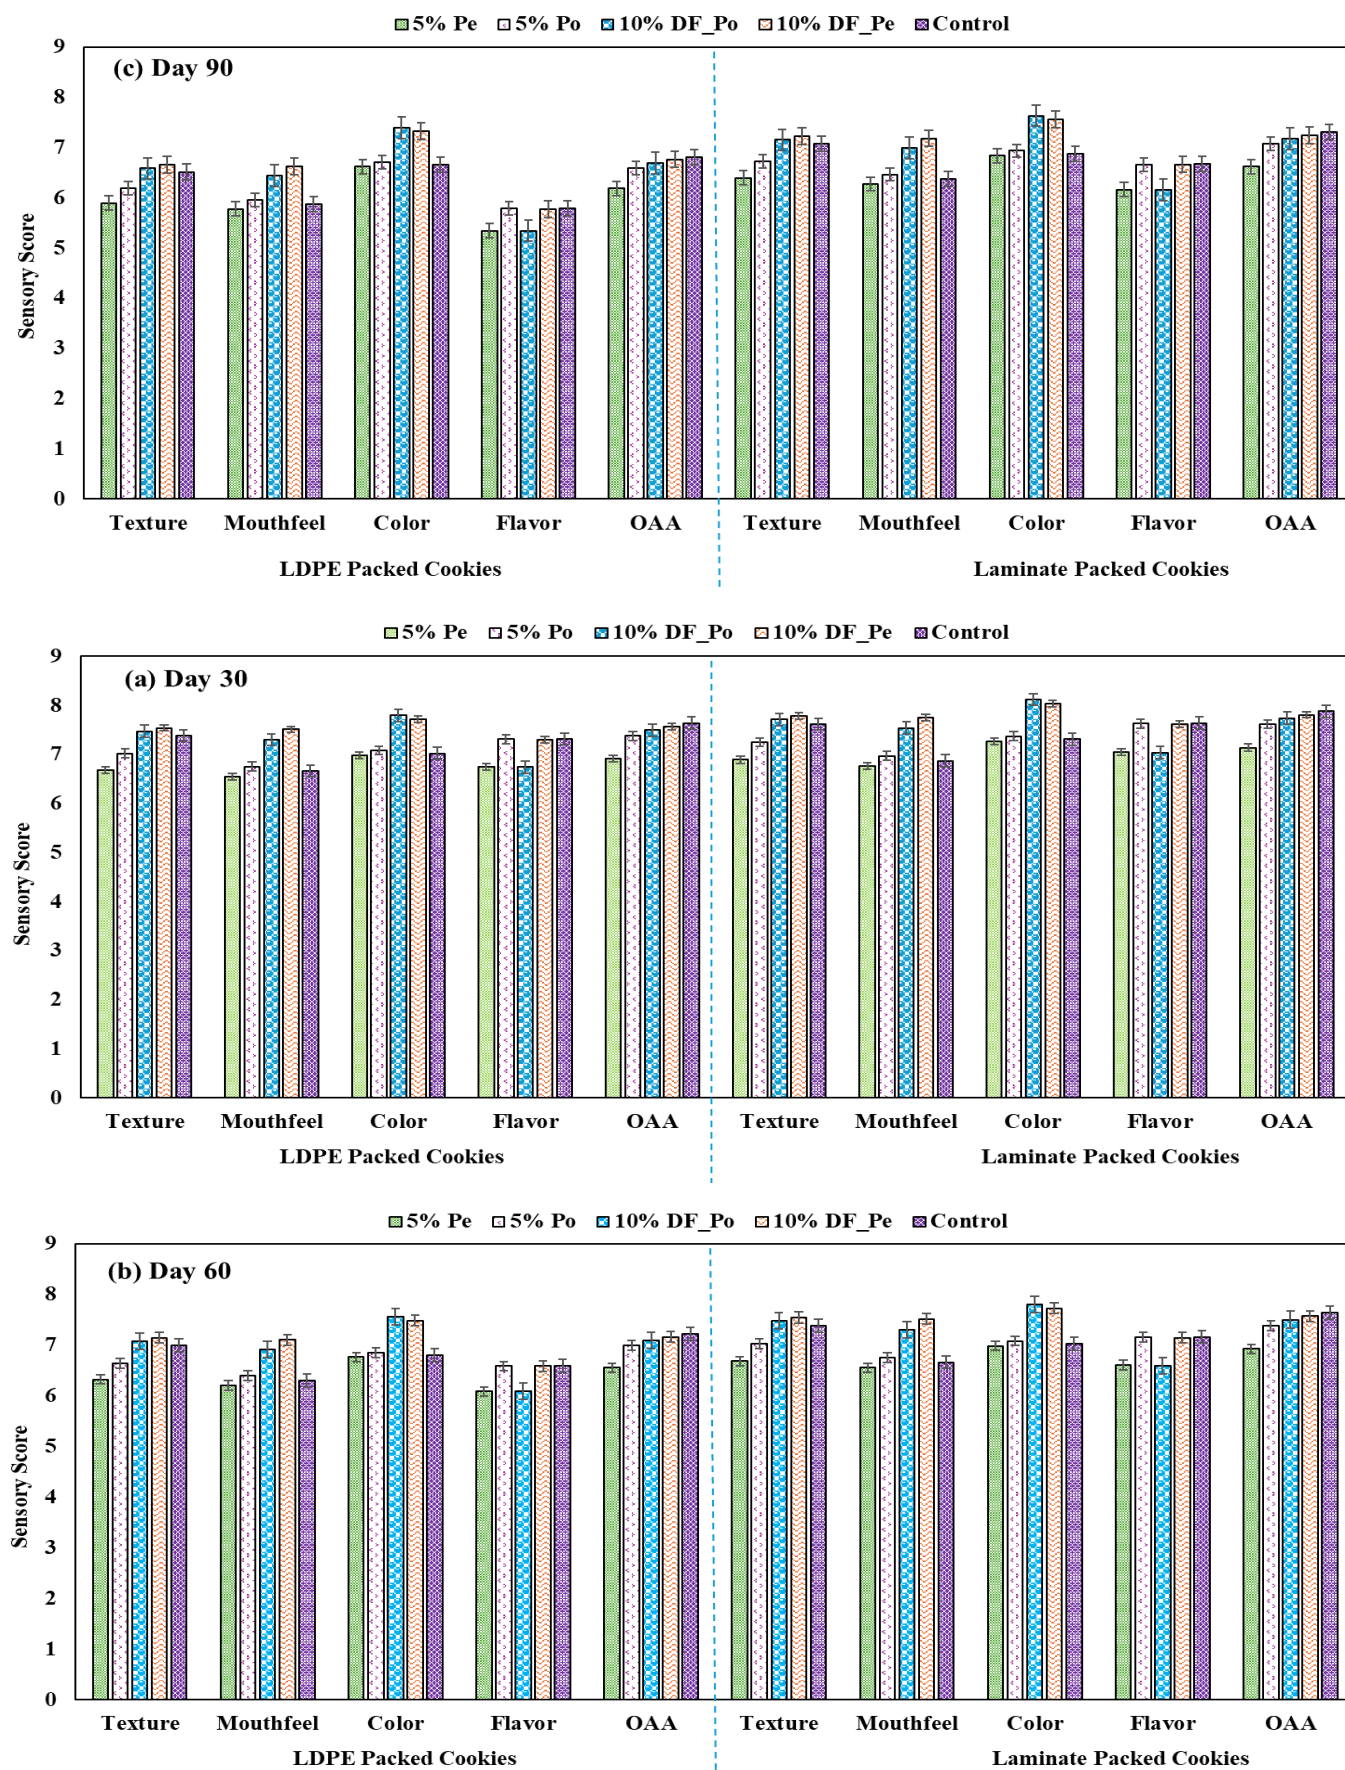 5% Pe 5% Po 10% DF_Po 10% DF_Pe Control
(c) Day 90
Sensory Score
9
8
7
6
5
4
3
2
1
0
Texture Mouthfeel Color Flavor OAA Texture Mouthfeel Color Flavor OAA
LDPE Packed Cookies Laminate Packed Cookies
5% Pe 5% Po 10% DF_Po 10% DF_Pe Control
(a) Day 30
Sensory Score
9
8
7
6
5
4
3
2
1
0
Texture Mouthfeel Color Flavor OAA Texture Mouthfeel Color Flavor OAA
LDPE Packed Cookies Laminate Packed Cookies
5% Pe 5% Po 10% DF_Po 10% DF_Pe Control
(b) Day 60
Sensory Score
9
8
7
6
5
4
3
2
1
0
Texture Mouthfeel Color Flavor OAA Texture Mouthfeel Color Flavor OAA
LDPE Packed Cookies Laminate Packed Cookies